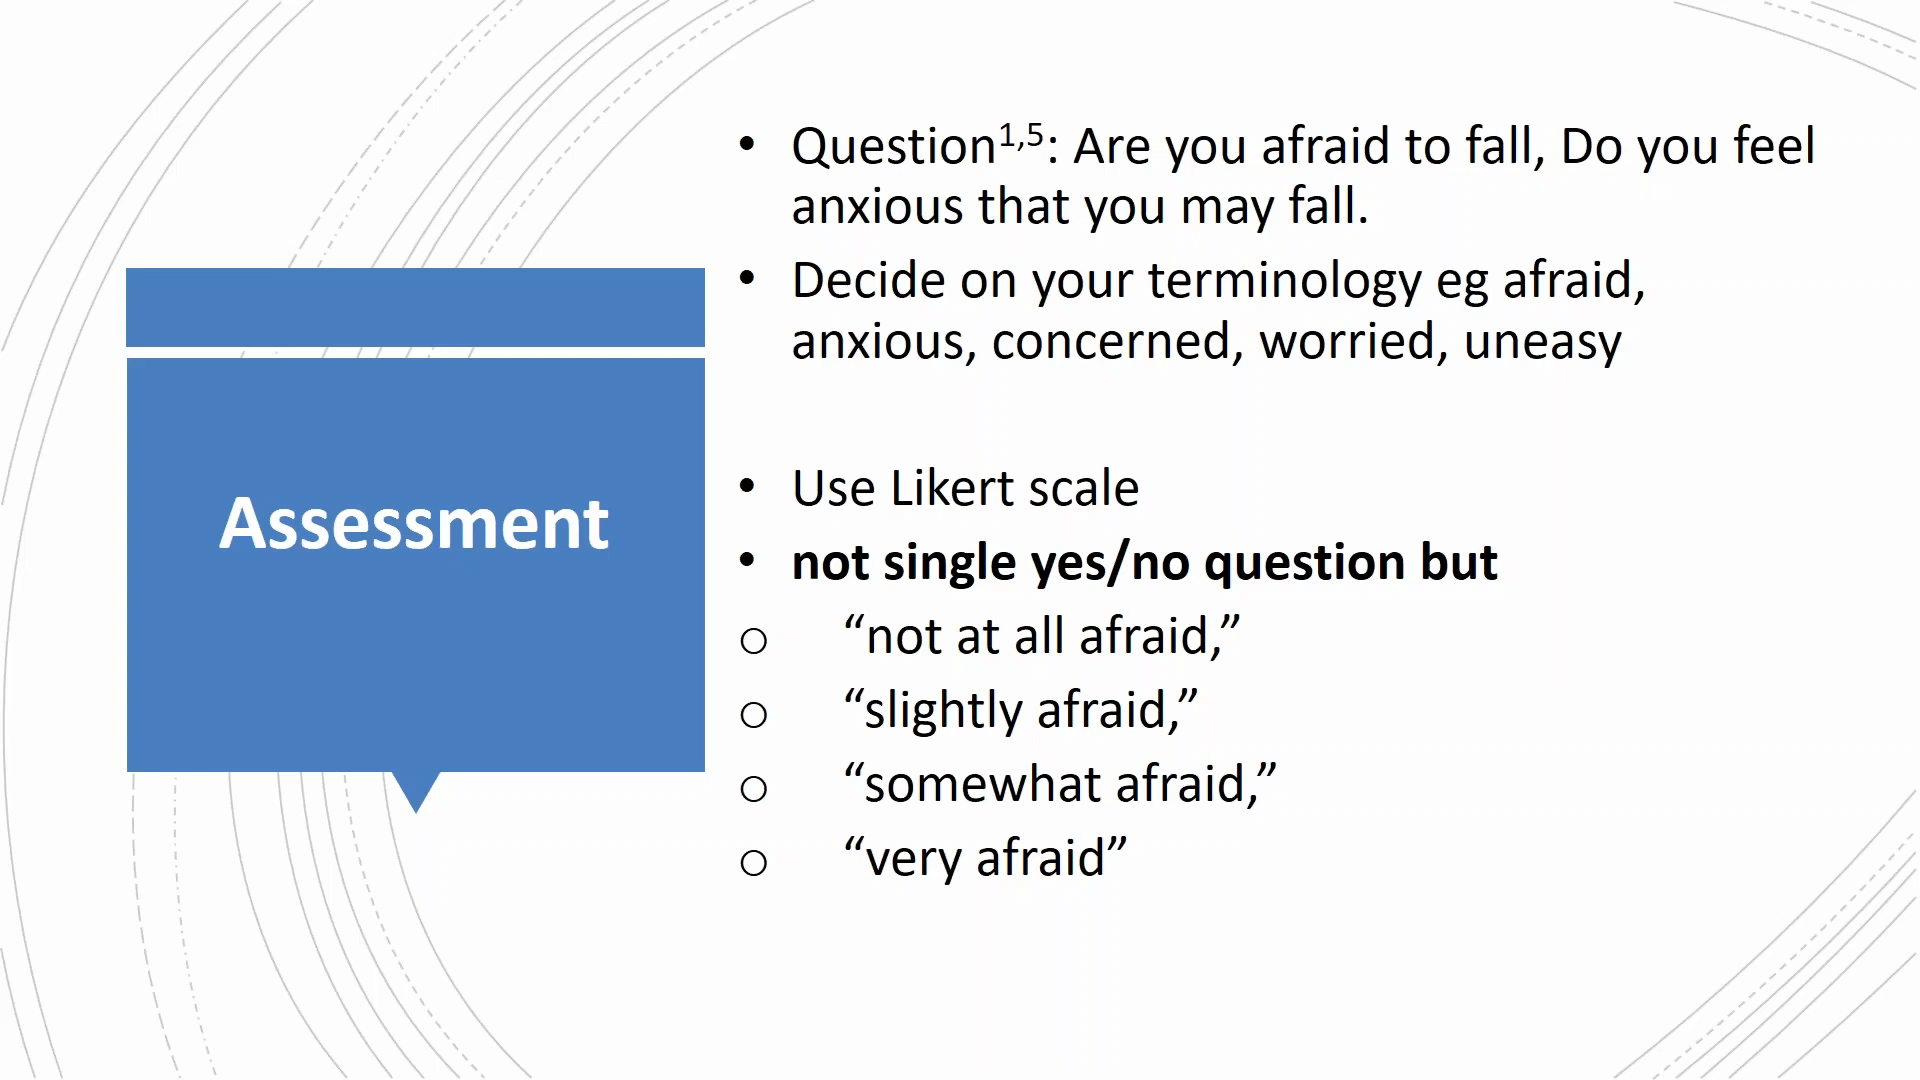 Assessment
• Question1,5: Are you afraid to fall, Do you feel
anxious that you may fall.
• Decide on your terminology eg afraid,
anxious, concerned, worried, uneasy
• Use Likert scale
• not single yes/no question but
o “not at all afraid,”
o “slightly afraid,”
o “somewhat afraid,”
o “very afraid”